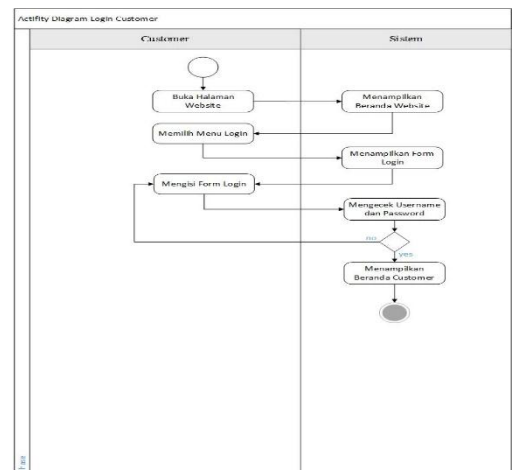 Actifity Diagram Login Customer
Customer
Sistem
Buka Halaman
Website
Menampilkan
Beranda Website
Memilih Menu Login
Menampilkan Form
Login
Mengisi Form Login
Mengecek Username
dan Password
no
yes
Menampilkan
Beranda Customer